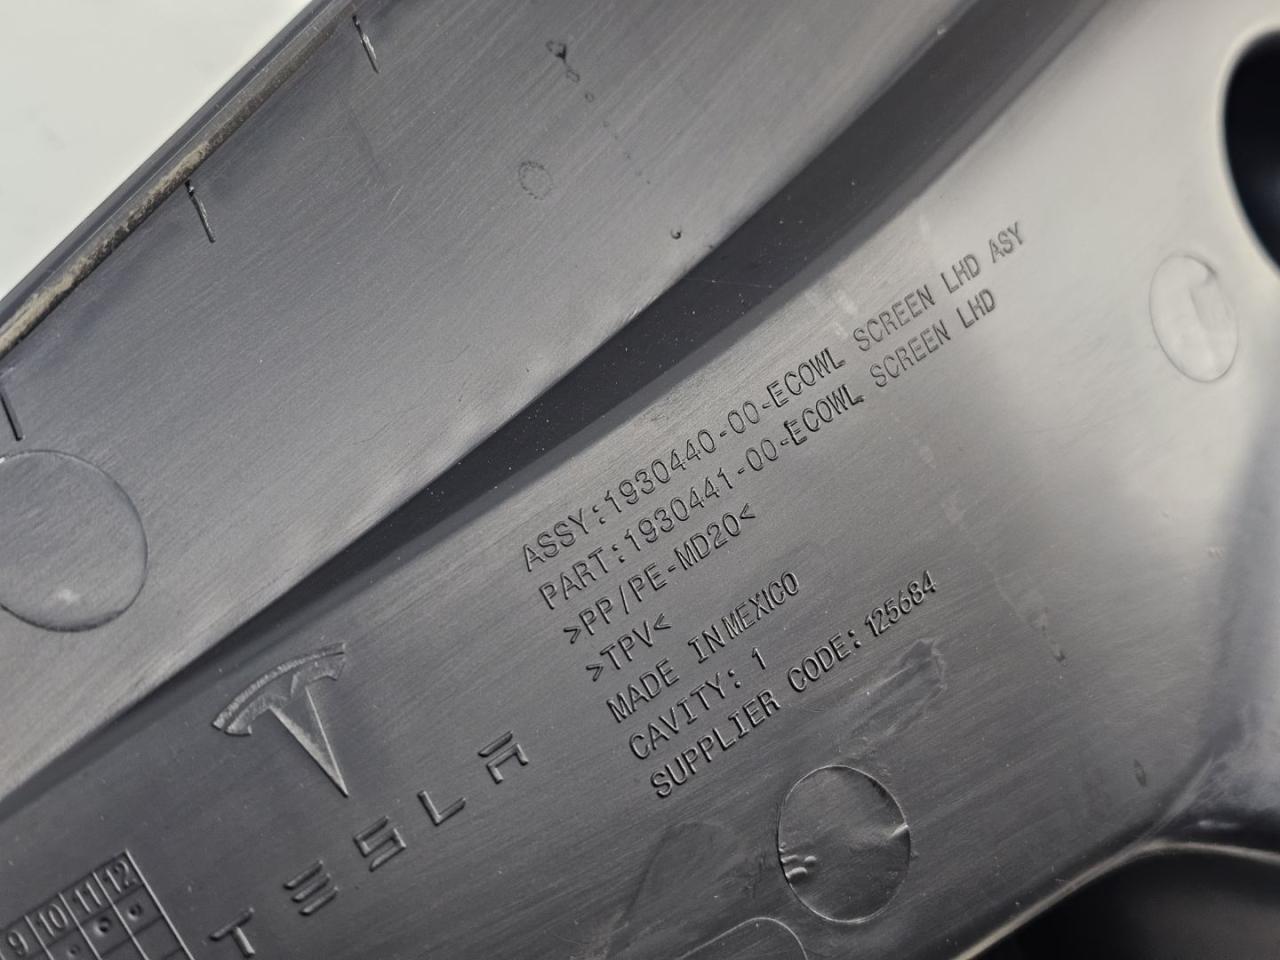 ASSY:1930440-00-ECOWL SCREEN LHD ASY
PART:1930441-00-ECOWL SCREEN LHD
>PP/PE-MD20<
>TPV<
MADE IN MEXICO
CAVITY: 1
SUPPLIER CODE: 125684
TESLA
9 10 11 12